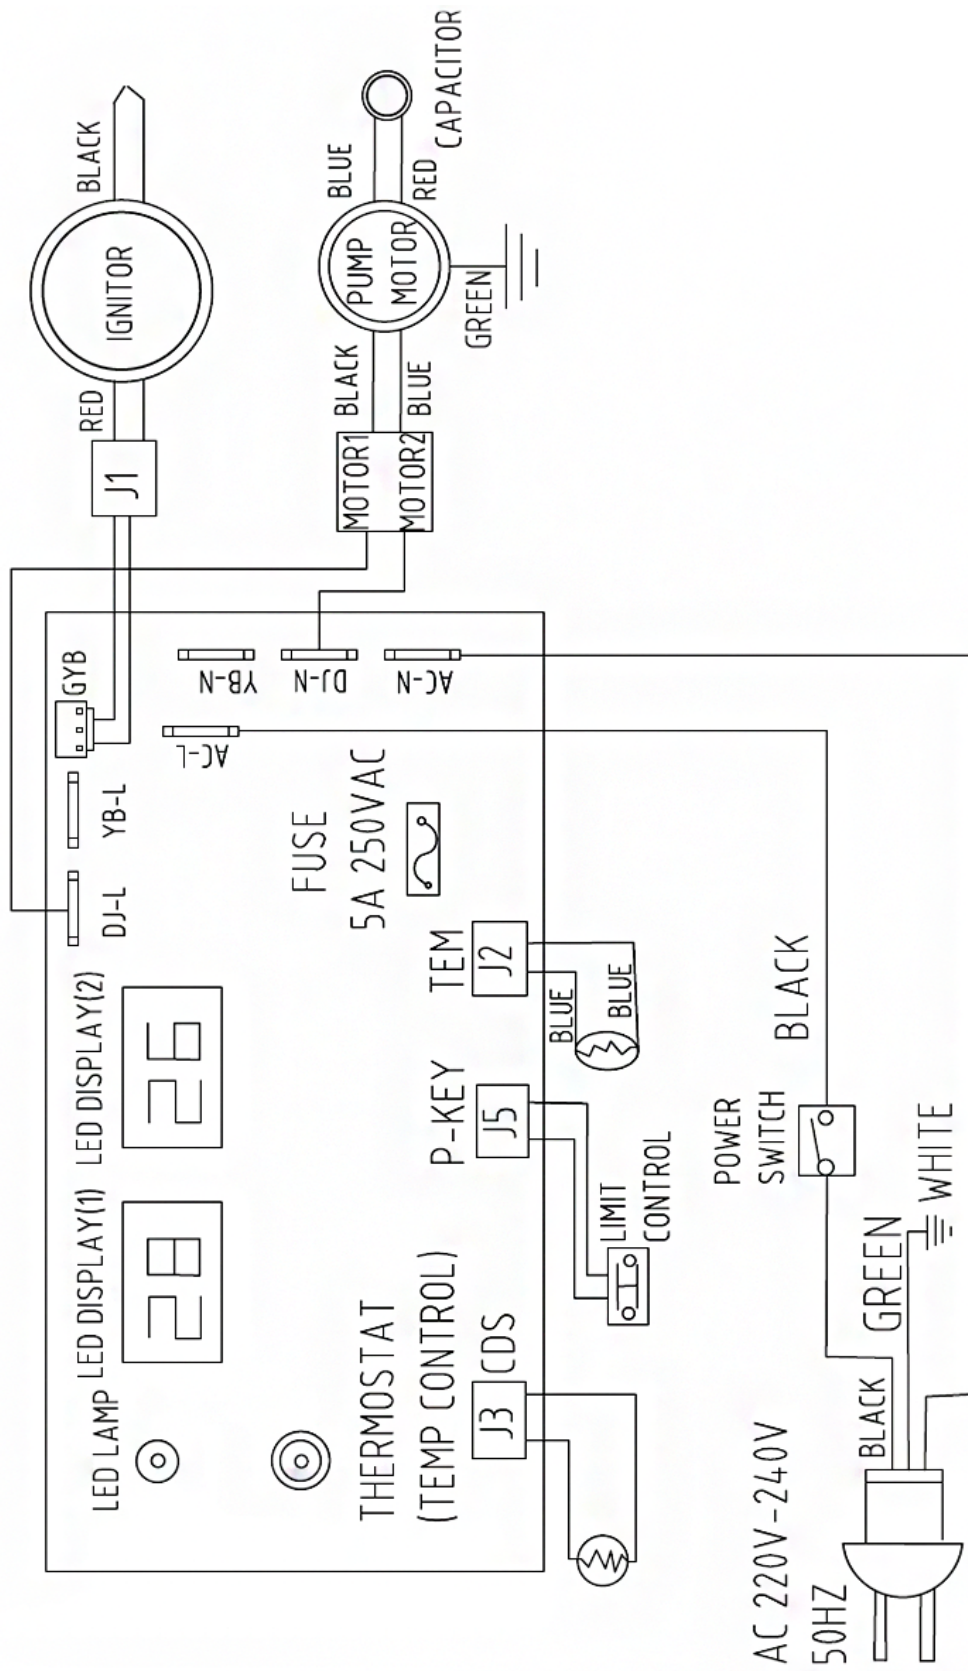 LED LAMP
LED DISPLAY(1)
28
LED DISPLAY(2)
26
DJ-L
YB-L
GYB
AC-L
YB-N
DJ-N
AC-N
THERMOSTAT
(TEMP CONTROL)
FUSE
5A 250VAC
J3
CDS
P-KEY
J5
TEM
J2
LIMIT
CONTROL
BLUE
BLUE
J1
RED
IGNITOR
BLACK
MOTOR1
MOTOR2
BLACK
BLUE
PUMP
MOTOR
GREEN
BLUE
RED
CAPACITOR
POWER
SWITCH
BLACK
AC 220V-240V
50HZ
BLACK
GREEN
WHITE